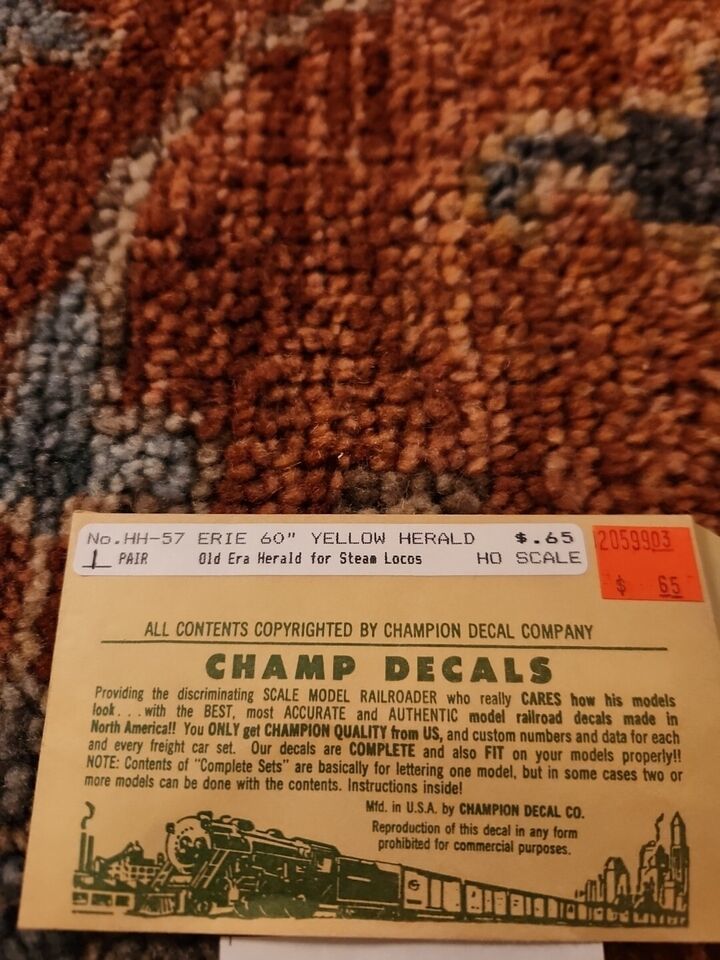 No.HH-57 ERIE 60" YELLOW HERALD $.65
1 PAIR Old Era Herald for Steam Locos HO SCALE
2059903
$ 65
ALL CONTENTS COPYRIGHTED BY CHAMPION DECAL COMPANY
CHAMP DECALS
Providing the discriminating SCALE MODEL RAILROADER who really CARES how his models
look . . . with the BEST, most ACCURATE and AUTHENTIC model railroad decals made in
North America!! You ONLY get CHAMPION QUALITY from US, and custom numbers and data for each
and every freight car set. Our decals are COMPLETE and also FIT on your models properly!!
NOTE: Contents of "Complete Sets" are basically for lettering one model, but in some cases two or
more models can be done with the contents. Instructions inside!
Mfd. in U.S.A. by CHAMPION DECAL CO.
Reproduction of this decal in any form
prohibited for commercial purposes.